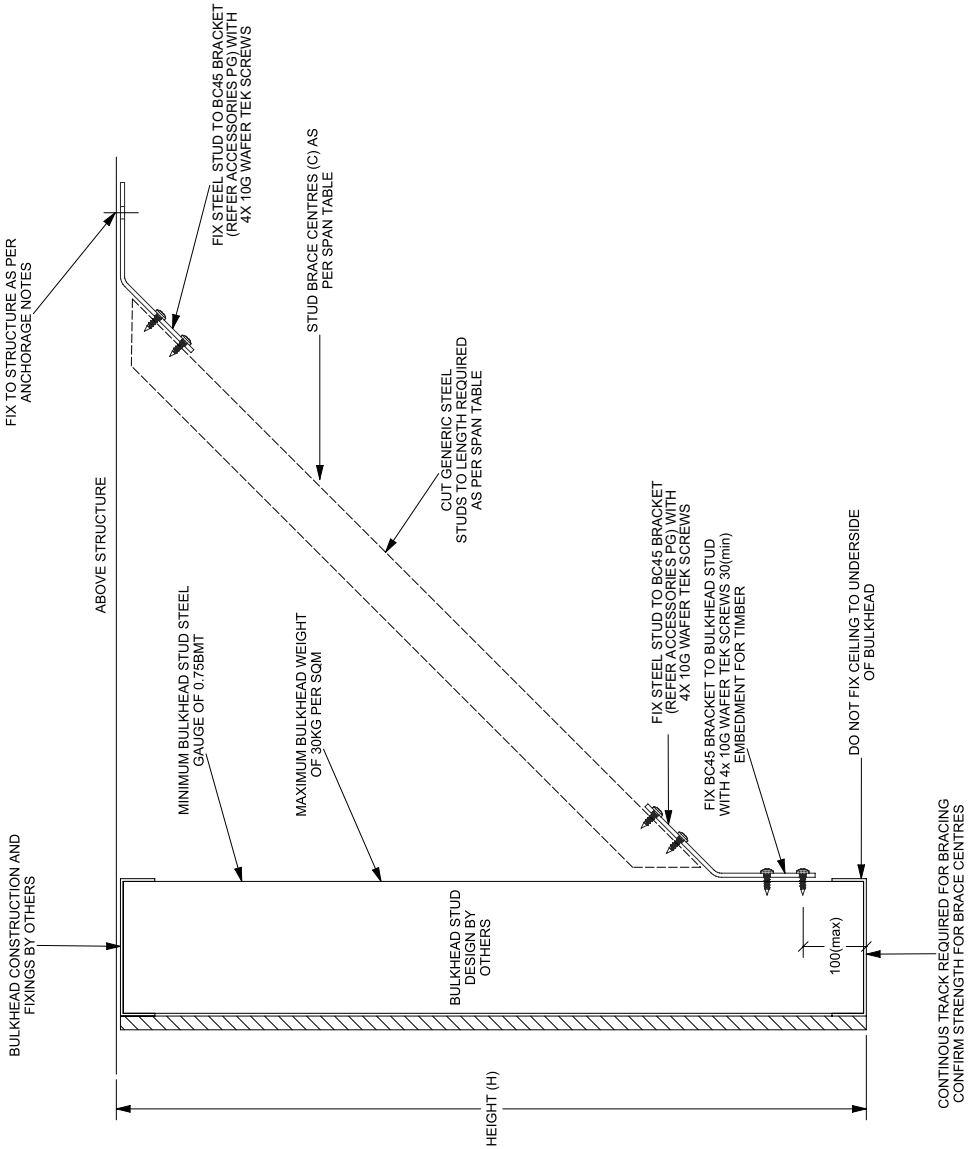 BULKHEAD CONSTRUCTION AND
FIXINGS BY OTHERS
ABOVE STRUCTURE
FIX TO STRUCTURE AS PER
ANCHORAGE NOTES
FIX STEEL STUD TO BC45 BRACKET
(REFER ACCESSORIES PG) WITH
4X 10G WAFER TEK SCREWS
MINIMUM BULKHEAD STUD STEEL
GAUGE OF 0.75BMT
MAXIMUM BULKHEAD WEIGHT
OF 30KG PER SQM
STUD BRACE CENTRES (C) AS
PER SPAN TABLE
CUT GENERIC STEEL
STUDS TO LENGTH REQUIRED
AS PER SPAN TABLE
HEIGHT (H)
BULKHEAD STUD
DESIGN BY
OTHERS
FIX STEEL STUD TO BC45 BRACKET
(REFER ACCESSORIES PG) WITH
4X 10G WAFER TEK SCREWS
FIX BC45 BRACKET TO BULKHEAD STUD
WITH 4x 10G WAFER TEK SCREWS 30(min)
EMBEDMENT FOR TIMBER
100(max)
DO NOT FIX CEILING TO UNDERSIDE
OF BULKHEAD
CONTINOUS TRACK REQUIRED FOR BRACING
CONFIRM STRENGTH FOR BRACE CENTRES